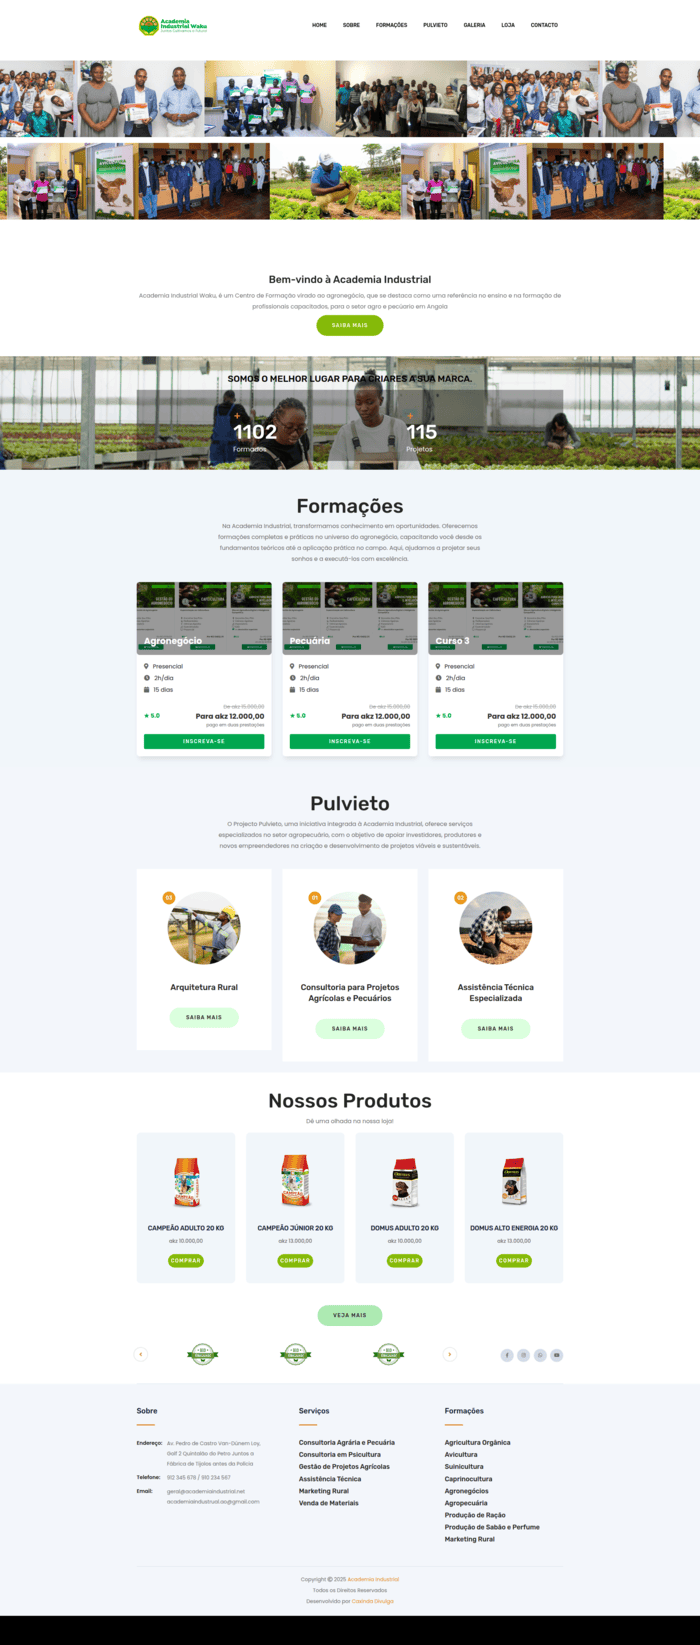 Academia
Industrial Waku
Juntos Cultivamos o Futuro
HOME SOBRE FORMAÇÕES PULVIETO GALERIA LOJA CONTACTO
Bem-vindo à Academia Industrial
Academia Industrial Waku, é um Centro de Formação virado ao agronegócio, que se destaca como uma referência no ensino e na formação de
profissionais capacitados, para o setor agro e pecúario em Angola
SAIBA MAIS
SOMOS O MELHOR LUGAR PARA CRIARES A SUA MARCA.
+ +
1102 115
Formados Projetos
Formações
Na Academia Industrial, transformamos conhecimento em oportunidades. Oferecemos
formações completas e práticas no universo do agronegócio, capacitando você desde os
fundamentos teóricos até a aplicação prática no campo. Aqui, ajudamos a projetar seus
sonhos e a executá-los com excelência.
Agronegócio
Presencial
2h/dia
15 dias
De akz 15.000,00
★ 5.0 Para akz 12.000,00
pago em duas prestações
INSCREVA-SE
Pecuária
Presencial
2h/dia
15 dias
De akz 15.000,00
★ 5.0 Para akz 12.000,00
pago em duas prestações
INSCREVA-SE
Curso 3
Presencial
2h/dia
15 dias
De akz 15.000,00
★ 5.0 Para akz 12.000,00
pago em duas prestações
INSCREVA-SE
Pulvieto
O Projecto Pulvieto, uma iniciativa integrada à Academia Industrial, oferece serviços
especializados no setor agropecuário, com o objetivo de apoiar investidores, produtores e
novos empreendedores na criação e desenvolvimento de projetos viáveis e sustentáveis.
03
Arquitetura Rural
SAIBA MAIS
01
Consultoria para Projetos
Agrícolas e Pecuários
SAIBA MAIS
02
Assistência Técnica
Especializada
SAIBA MAIS
Nossos Produtos
Dê uma olhada na nossa loja!
CAMPEÃO ADULTO 20 KG
akz 10.000,00
COMPRAR
CAMPEÃO JÚNIOR 20 KG
akz 13.000,00
COMPRAR
DOMUS ADULTO 20 KG
akz 10.000,00
COMPRAR
DOMUS ALTO ENERGIA 20 KG
akz 13.000,00
COMPRAR
VEJA MAIS
Sobre
Endereço: Av. Pedro de Castro Van-Dúnem Loy,
Golf 2 Quintalão do Petro Juntos a
Fábrica de Tijolos antes da Polícia
Telefone: 912 345 678 / 910 234 567
Email: geral@academiaindustrial.net
academiaindustrual.ao@gmail.com
Serviços
Consultoria Agrária e Pecuária
Consultoria em Psicultura
Gestão de Projetos Agrícolas
Assistência Técnica
Marketing Rural
Venda de Materiais
Formações
Agricultura Orgânica
Avicultura
Suinicultura
Caprinocultura
Agronegócios
Agropecuária
Produção de Ração
Produção de Sabão e Perfume
Marketing Rural
Copyright © 2025 Academia Industrial
Todos os Direitos Reservados
Desenvolvido por Caxinda Divulga